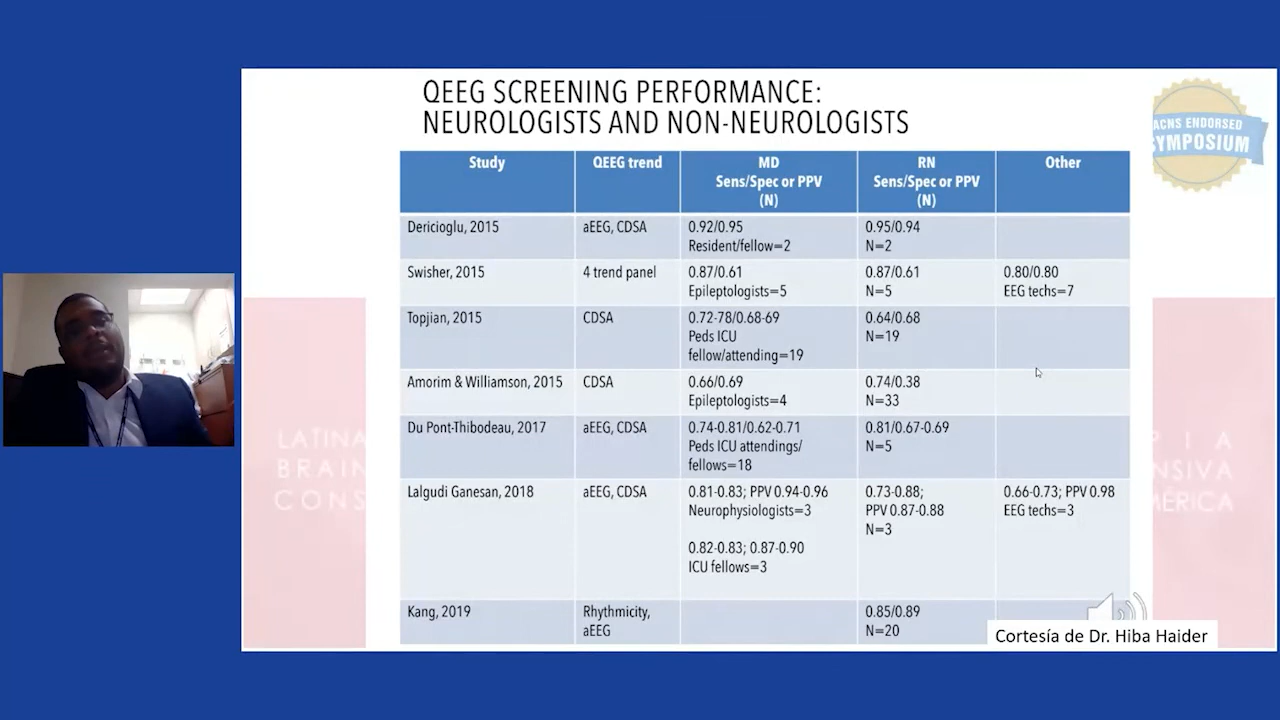 QEEG SCREENING PERFORMANCE:
NEUROLOGISTS AND NON-NEUROLOGISTS
ACNS ENDORSED
SYMPOSIUM
Study
QEEG trend
MD
Sens/Spec or PPV
(N)
RN
Sens/Spec or PPV
(N)
Other
Dericioglu, 2015
aEEG, CDSA
0.92/0.95
Resident/fellow=2
0.95/0.94
N=2
Swisher, 2015
4 trend panel
0.87/0.61
Epileptologists=5
0.87/0.61
N=5
0.80/0.80
EEG techs=7
Topjian, 2015
CDSA
0.72-78/0.68-69
Peds ICU
fellow/attending=19
0.64/0.68
N=19
Amorim & Williamson, 2015
CDSA
0.66/0.69
Epileptologists=4
0.74/0.38
N=33
Du Pont-Thibodeau, 2017
aEEG, CDSA
0.74-0.81/0.62-0.71
Peds ICU attendings/
fellows=18
0.81/0.67-0.69
N=5
Lalgudi Ganesan, 2018
aEEG, CDSA
0.81-0.83; PPV 0.94-0.96
Neurophysiologists=3
0.82-0.83; 0.87-0.90
ICU fellows=3
0.73-0.88;
PPV 0.87-0.88
N=3
0.66-0.73; PPV 0.98
EEG techs=3
Kang, 2019
Rhythmicity,
aEEG
0.85/0.89
N=20
Cortesía de Dr. Hiba Haider
LATINA
BRAIN
CONS
P I A
NSIVA
MÉRICA